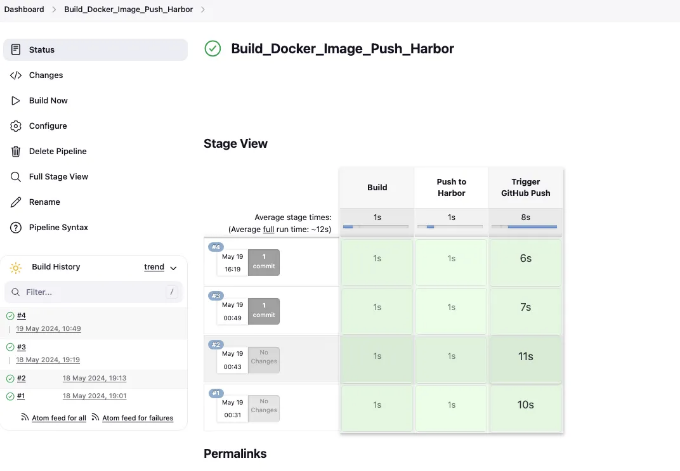 Dashboard > Build_Docker_Image_Push_Harbor >
Status
Changes
Build Now
Configure
Delete Pipeline
Full Stage View
Rename
Pipeline Syntax
Build History trend
Filter... /
#4
19 May 2024, 10:49
#3
18 May 2024, 19:19
#2 18 May 2024, 19:13
#1 18 May 2024, 19:01
Atom feed for all Atom feed for failures
Build_Docker_Image_Push_Harbor
Stage View
Build
Push to
Harbor
Trigger
GitHub Push
Average stage times:
(Average full run time: ~12s)
1s 1s 8s
#4
May 19
16:19
1
commit
1s 1s 6s
#3
May 19
00:49
1
commit
1s 1s 7s
#2
May 19
00:43
No
Changes
1s 1s 11s
#1
May 19
00:31
No
Changes
1s 1s 10s
Permalinks